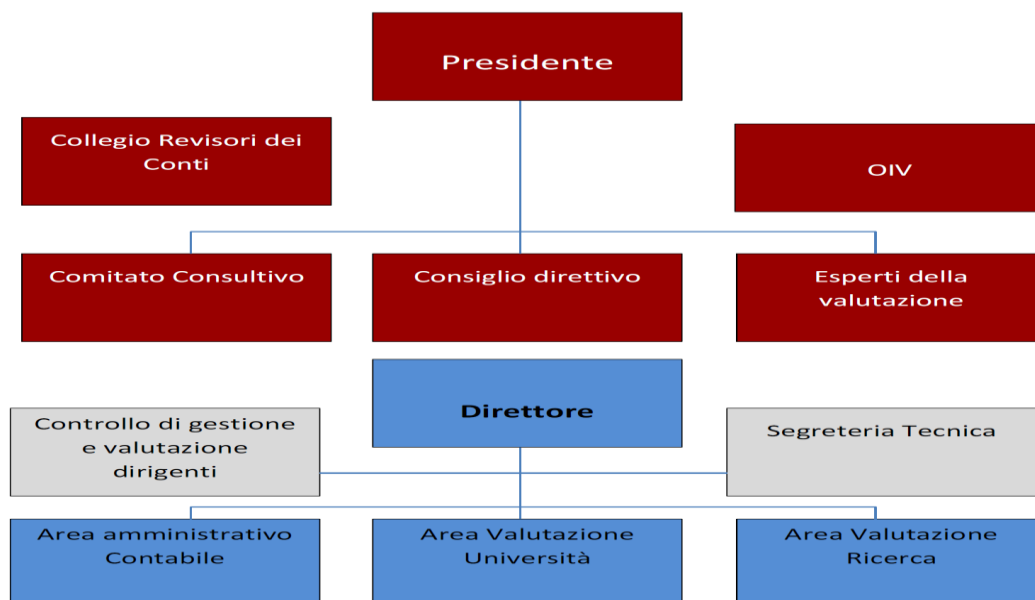 Presidente
Collegio Revisori dei
Conti
OIV
Comitato Consultivo
Consiglio direttivo
Esperti della
valutazione
Direttore
Controllo di gestione
e valutazione
dirigenti
Segreteria Tecnica
Area amministrativo
Contabile
Area Valutazione
Università
Area Valutazione
Ricerca